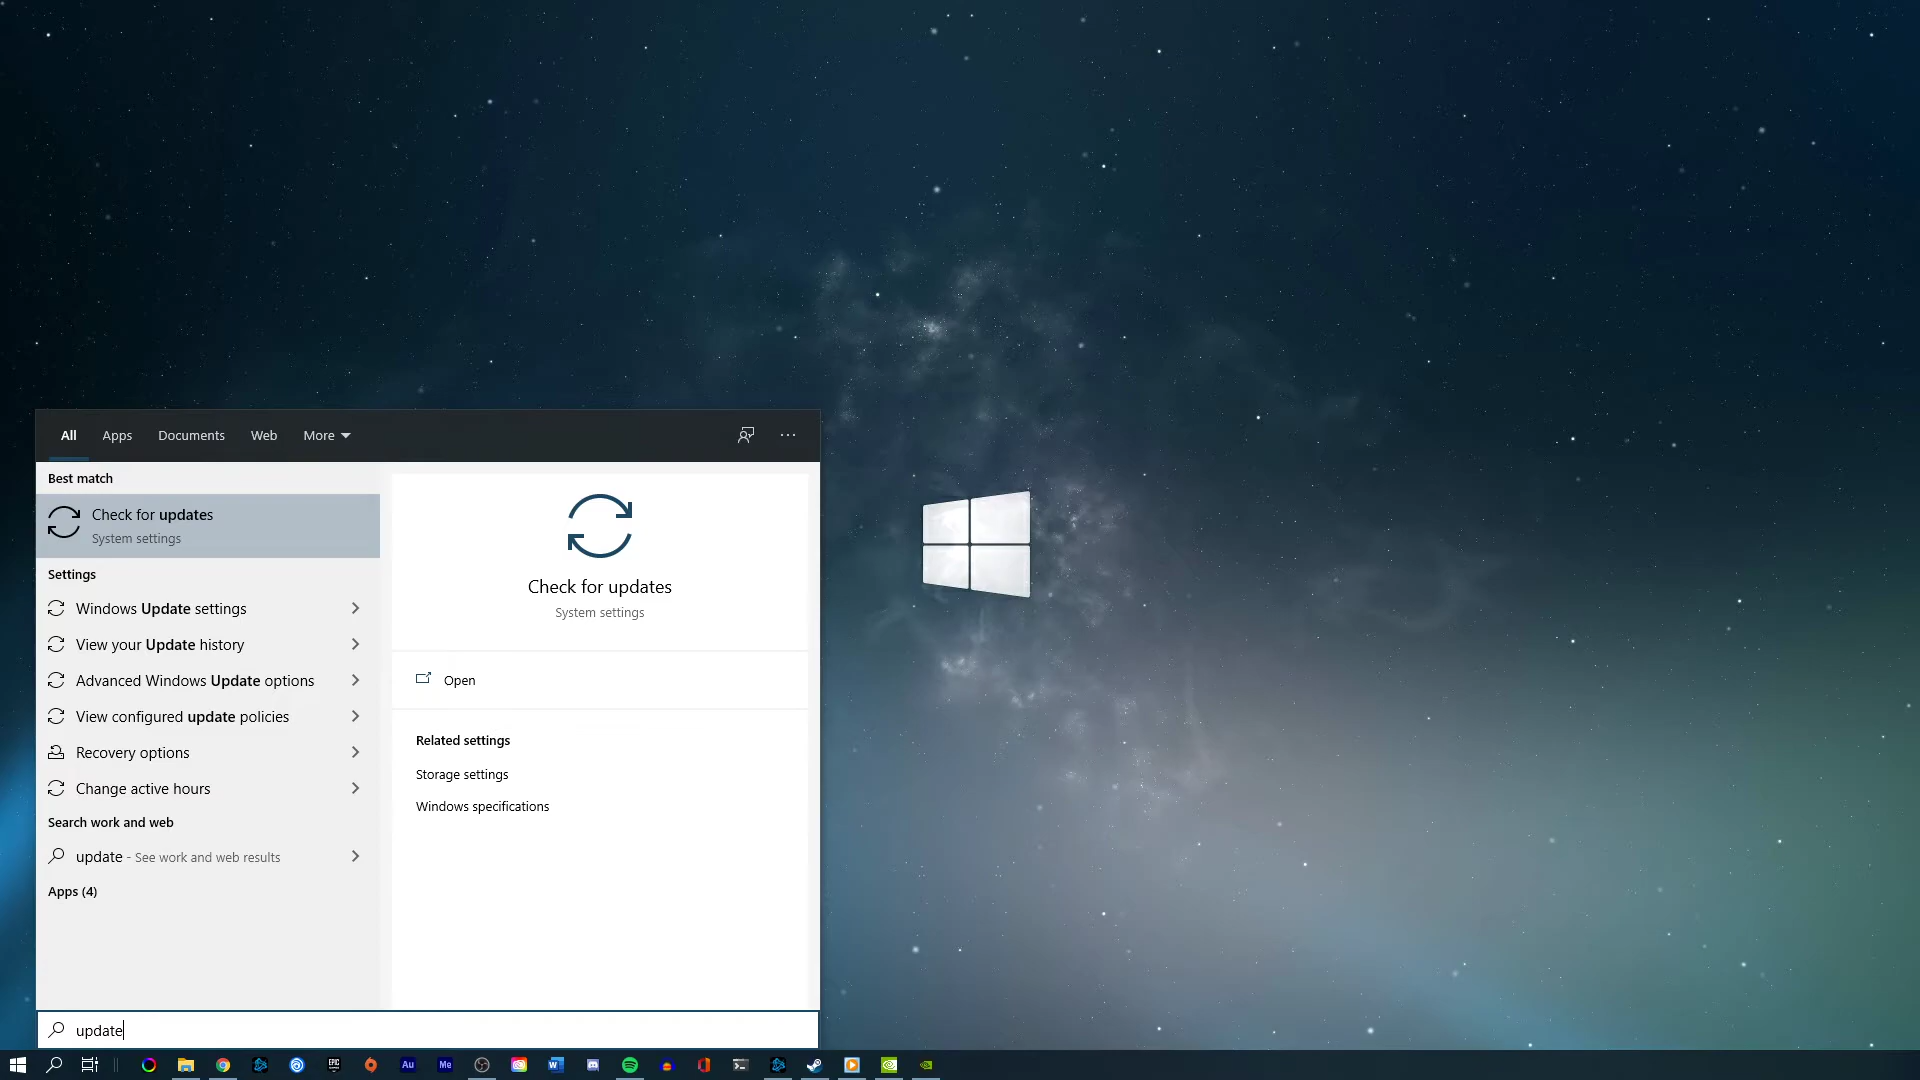 All Apps Documents Web More
Best match
Check for updates
System settings
Settings
Windows Update settings
View your Update history
Advanced Windows Update options
View configured update policies
Recovery options
Change active hours
Search work and web
update - See work and web results
Apps (4)
Check for updates
System settings
Open
Related settings
Storage settings
Windows specifications
update
EPIC
Au
Me
W